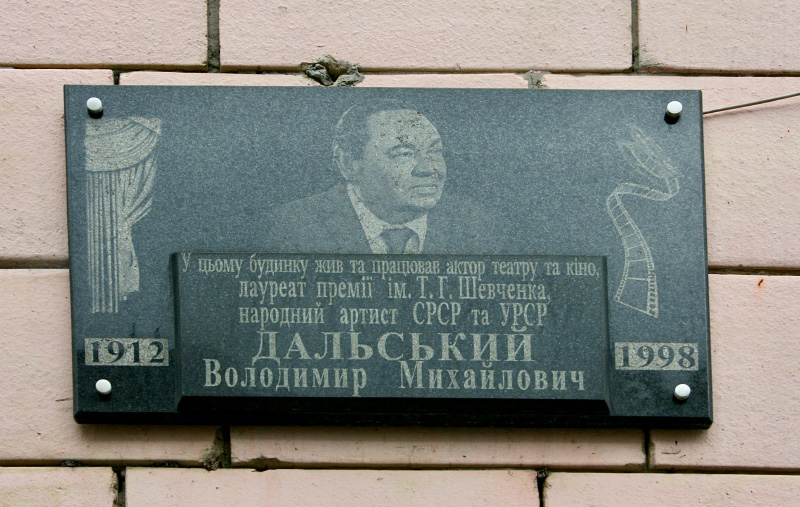 У цьому будинку жив та працював актор театру та кіно,
лауреат премії ім. Т. Г. Шевченка,
народний артист СРСР та УРСР
1912 ДАЛЬСЬКИЙ 1998
Володимир Михайлович